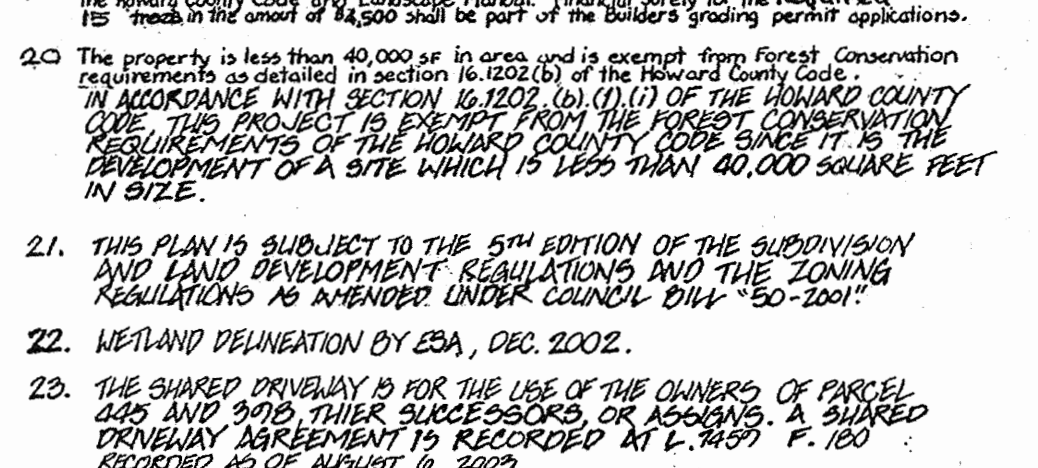 the Howard County Code and Landscape Manual. Financial surety for the Required
15 trees in the amout of $4,500 shall be part of the Builders grading permit applications.
20 The property is less than 40,000 SF in area and is exempt from Forest Conservation
requirements as detailed in section 16.1202(b) of the Howard County Code.
IN ACCORDANCE WITH SECTION 16.1202.(b).(1).(i) OF THE HOWARD COUNTY
CODE, THIS PROJECT IS EXEMPT FROM THE FOREST CONSERVATION
REQUIREMENTS OF THE HOWARD COUNTY CODE SINCE IT IS THE
DEVELOPMENT OF A SITE WHICH IS LESS THAN 40,000 SQUARE FEET
IN SIZE.
21. THIS PLAN IS SUBJECT TO THE 5TH EDITION OF THE SUBDIVISION
AND LAND DEVELOPMENT REGULATIONS AND THE ZONING
REGULATIONS AS AMENDED UNDER COUNCIL BILL "50-2001".
22. WETLAND DELINEATION BY ESA, DEC. 2002.
23. THE SHARED DRIVEWAY IS FOR THE USE OF THE OWNERS OF PARCEL
445 AND 398, THIER SUCCESSORS, OR ASSIGNS. A SHARED
DRIVEWAY AGREEMENT IS RECORDED AT L.7459 F. 180
RECORDED AS OF AUGUST 6, 2003